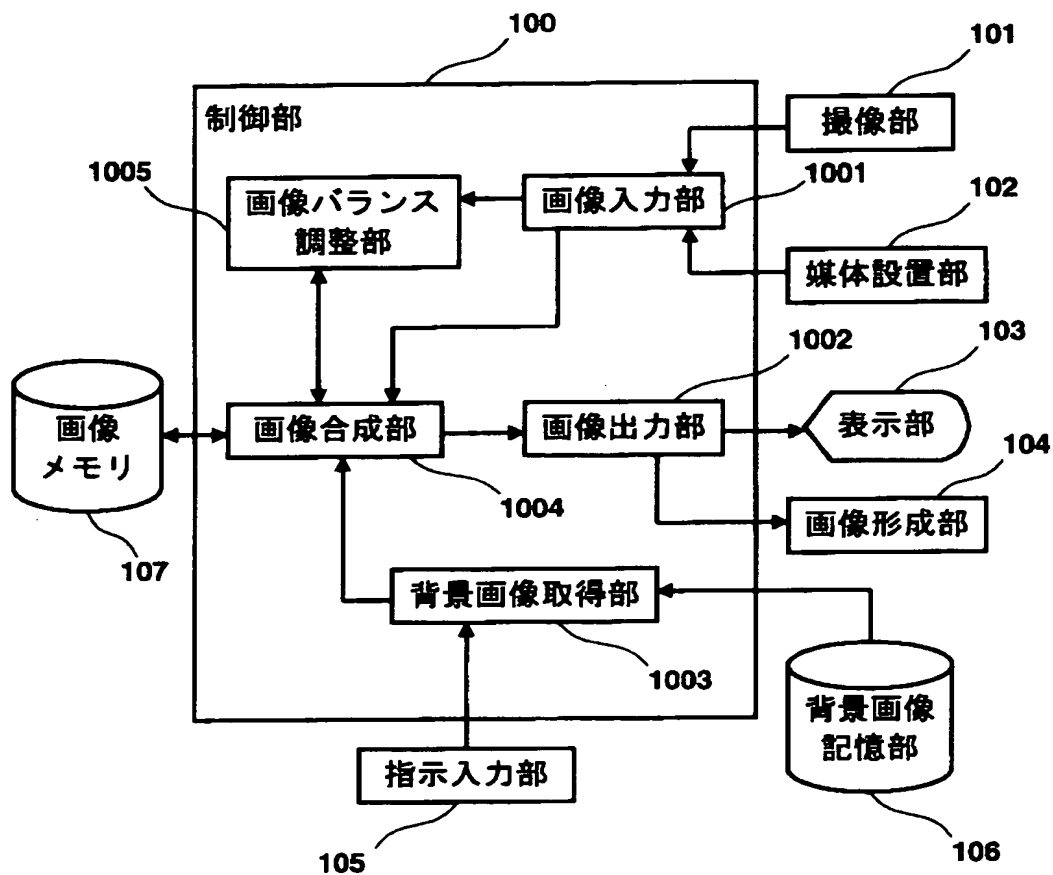 100
101
制御部
撮像部
1005
1001
102
画像バランス
調整部
画像入力部
媒体設置部
1002
103
画像
メモリ
画像合成部
画像出力部
表示部
104
1004
画像形成部
107
背景画像取得部
1003
背景画像
記憶部
指示入力部
105
106